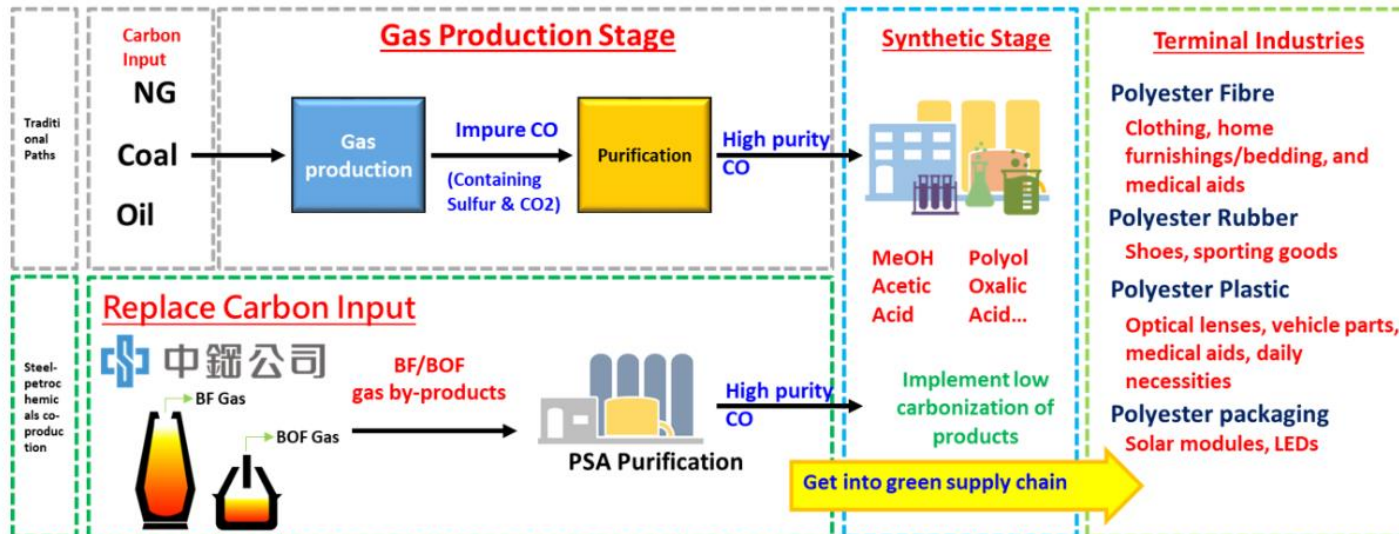 Carbon
Input
NG
Coal
Oil
Traditi
onal
Paths
Gas Production Stage
Gas
production
Impure CO
(Containing
Sulfur & CO2)
Purification
High purity
CO
Synthetic Stage
MeOH
Acetic
Acid
Polyol
Oxalic
Acid...
Implement low
carbonization of
products
Terminal Industries
Polyester Fibre
Clothing, home
furnishings/bedding, and
medical aids
Polyester Rubber
Shoes, sporting goods
Polyester Plastic
Optical lenses, vehicle parts,
medical aids, daily
necessities
Polyester packaging
Solar modules, LEDs
Steel-
petroc
hemic
als co-
produc
tion
Replace Carbon Input
中鋼公司
BF Gas
BOF Gas
BF/BOF
gas by-products
PSA Purification
High purity
CO
Get into green supply chain